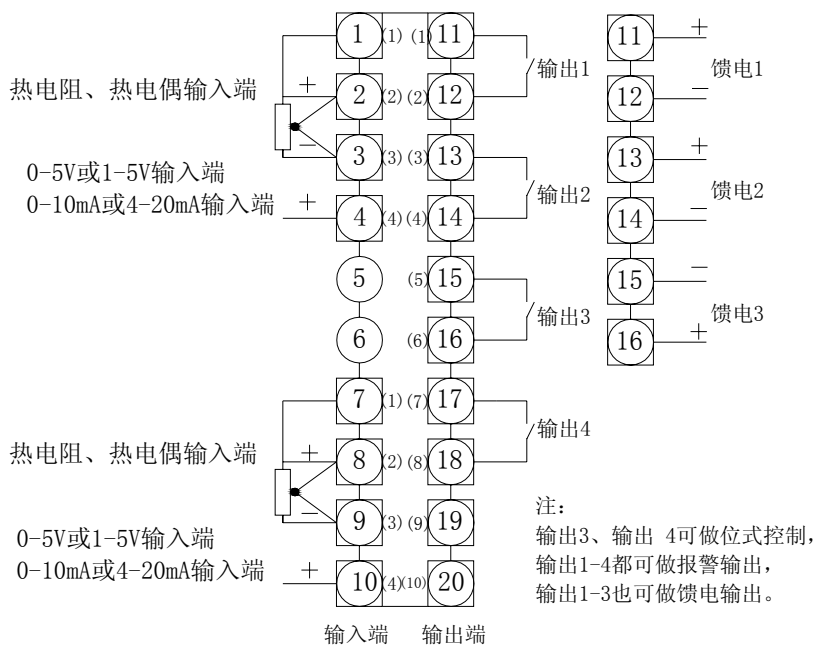 1 (1) (1) 11
输出1
2 (2) (2) 12
3 (3) (3) 13
输出2
4 (4) (4) 14
5 (5) 15
输出3
6 (6) 16
7 (1) (7) 17
输出4
8 (2) (8) 18
9 (3) (9) 19
10 (4) (10) 20
热电阻、热电偶输入端
+
−
0-5V或1-5V输入端
0-10mA或4-20mA输入端 +
热电阻、热电偶输入端
+
−
0-5V或1-5V输入端
0-10mA或4-20mA输入端 +
输入端 输出端
11 +
馈电1
12 −
13 +
馈电2
14 −
15 −
馈电3
16 +
注:
输出3、输出 4可做位式控制,
输出1-4都可做报警输出,
输出1-3也可做馈电输出。